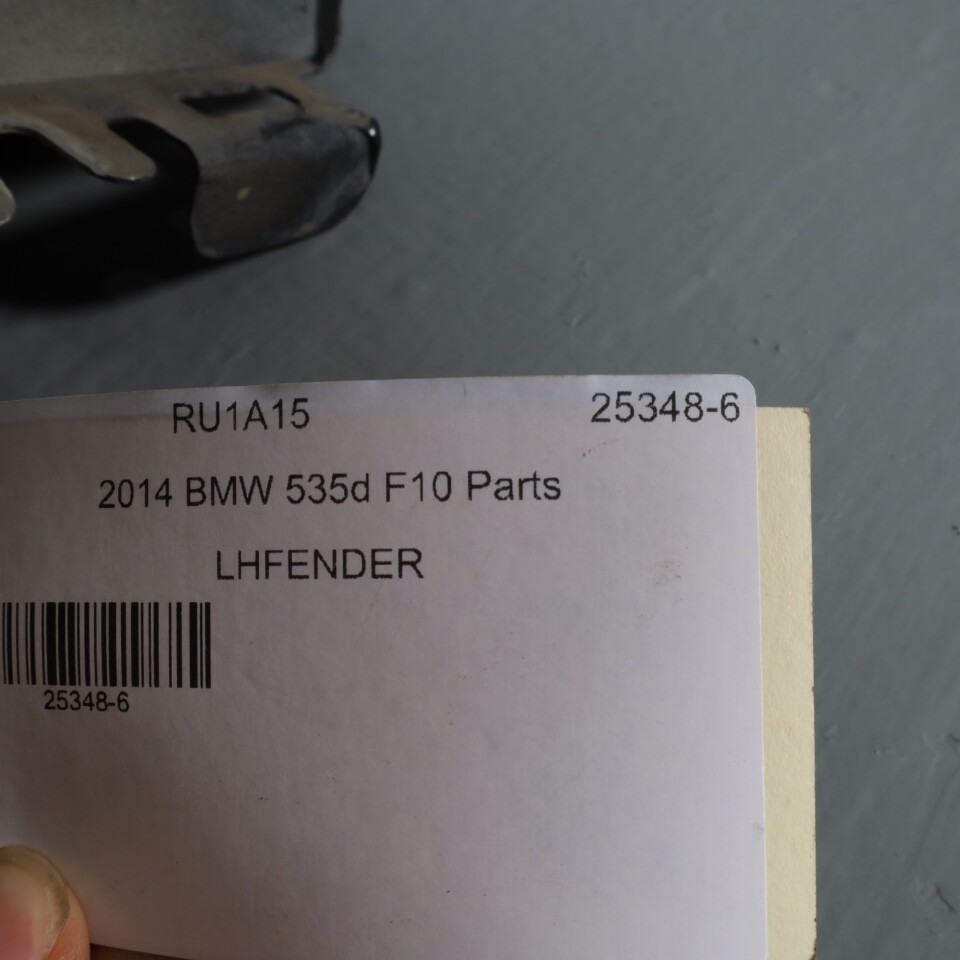 RU1A15 25348-6
2014 BMW 535d F10 Parts
LHFENDER
25348-6